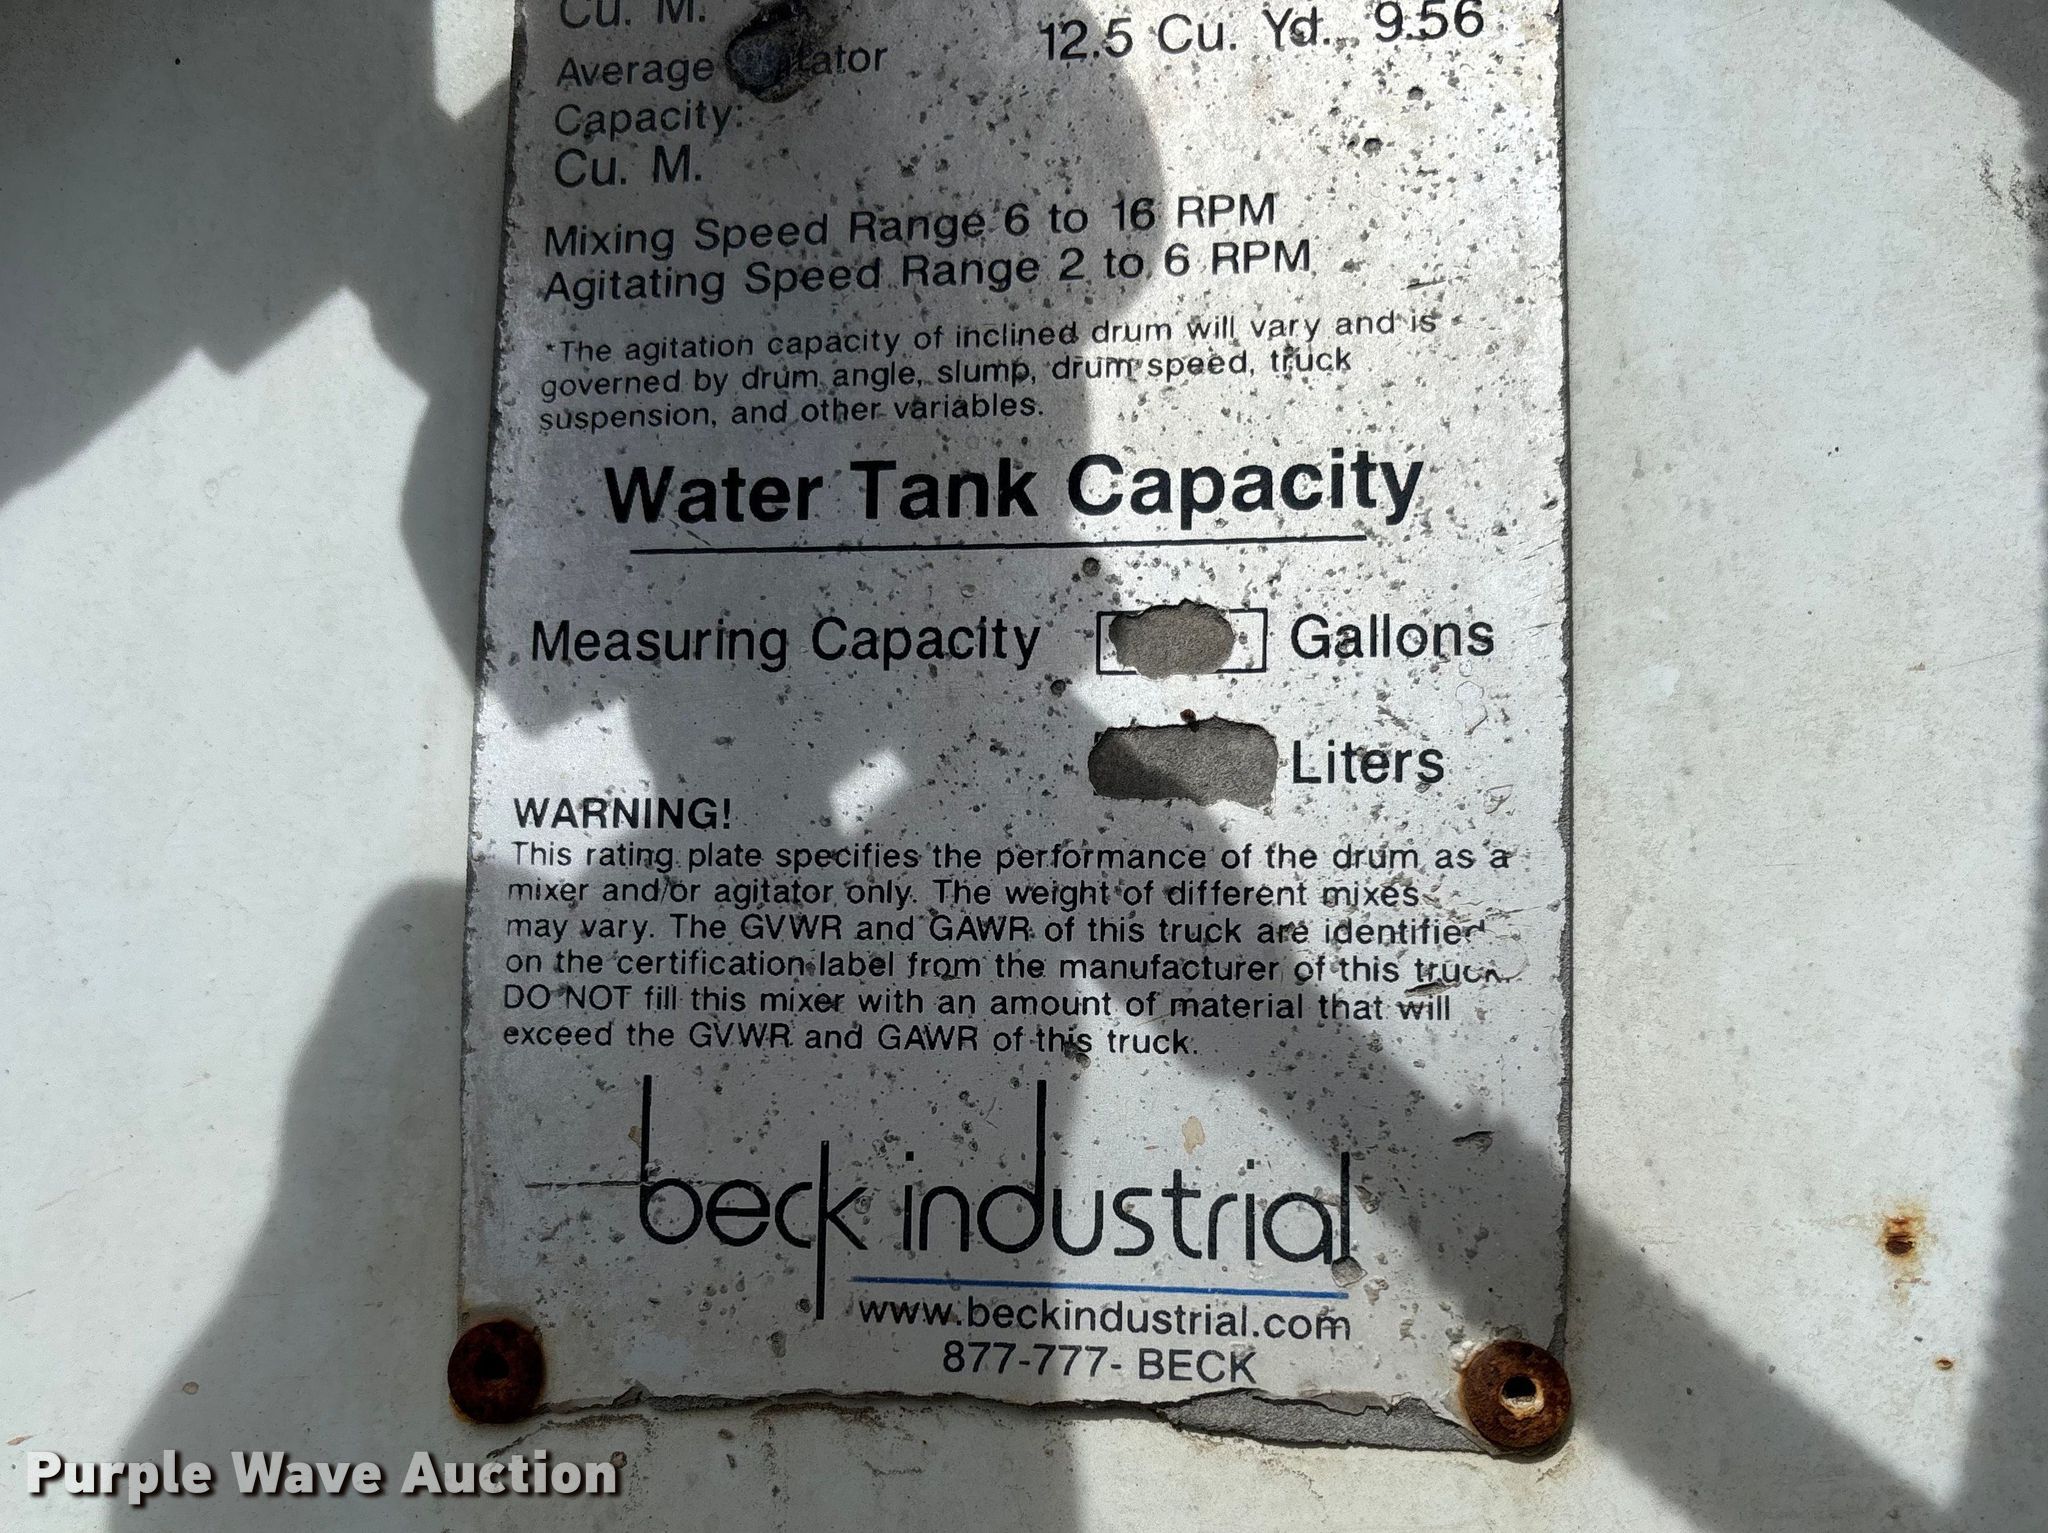 Cu. M.
12.5 Cu. Yd. 9.56
Average
Capacity:
Cu. M.
Mixing Speed Range 6 to 16 RPM
Agitating Speed Range 2 to 6 RPM
*The agitation capacity of inclined drum will vary and is
governed by drum angle, slump, drum speed, truck
suspension, and other variables.
Water Tank Capacity
Measuring Capacity Gallons
Liters
WARNING!
This rating plate specifies the performance of the drum as a
mixer and/or agitator only. The weight of different mixes
may vary. The GVWR and GAWR of this truck are identified
on the certification label from the manufacturer of this truck.
DO NOT fill this mixer with an amount of material that will
exceed the GVWR and GAWR of this truck.
beck industrial
www.beckindustrial.com
877-777- BECK
Purple Wave Auction